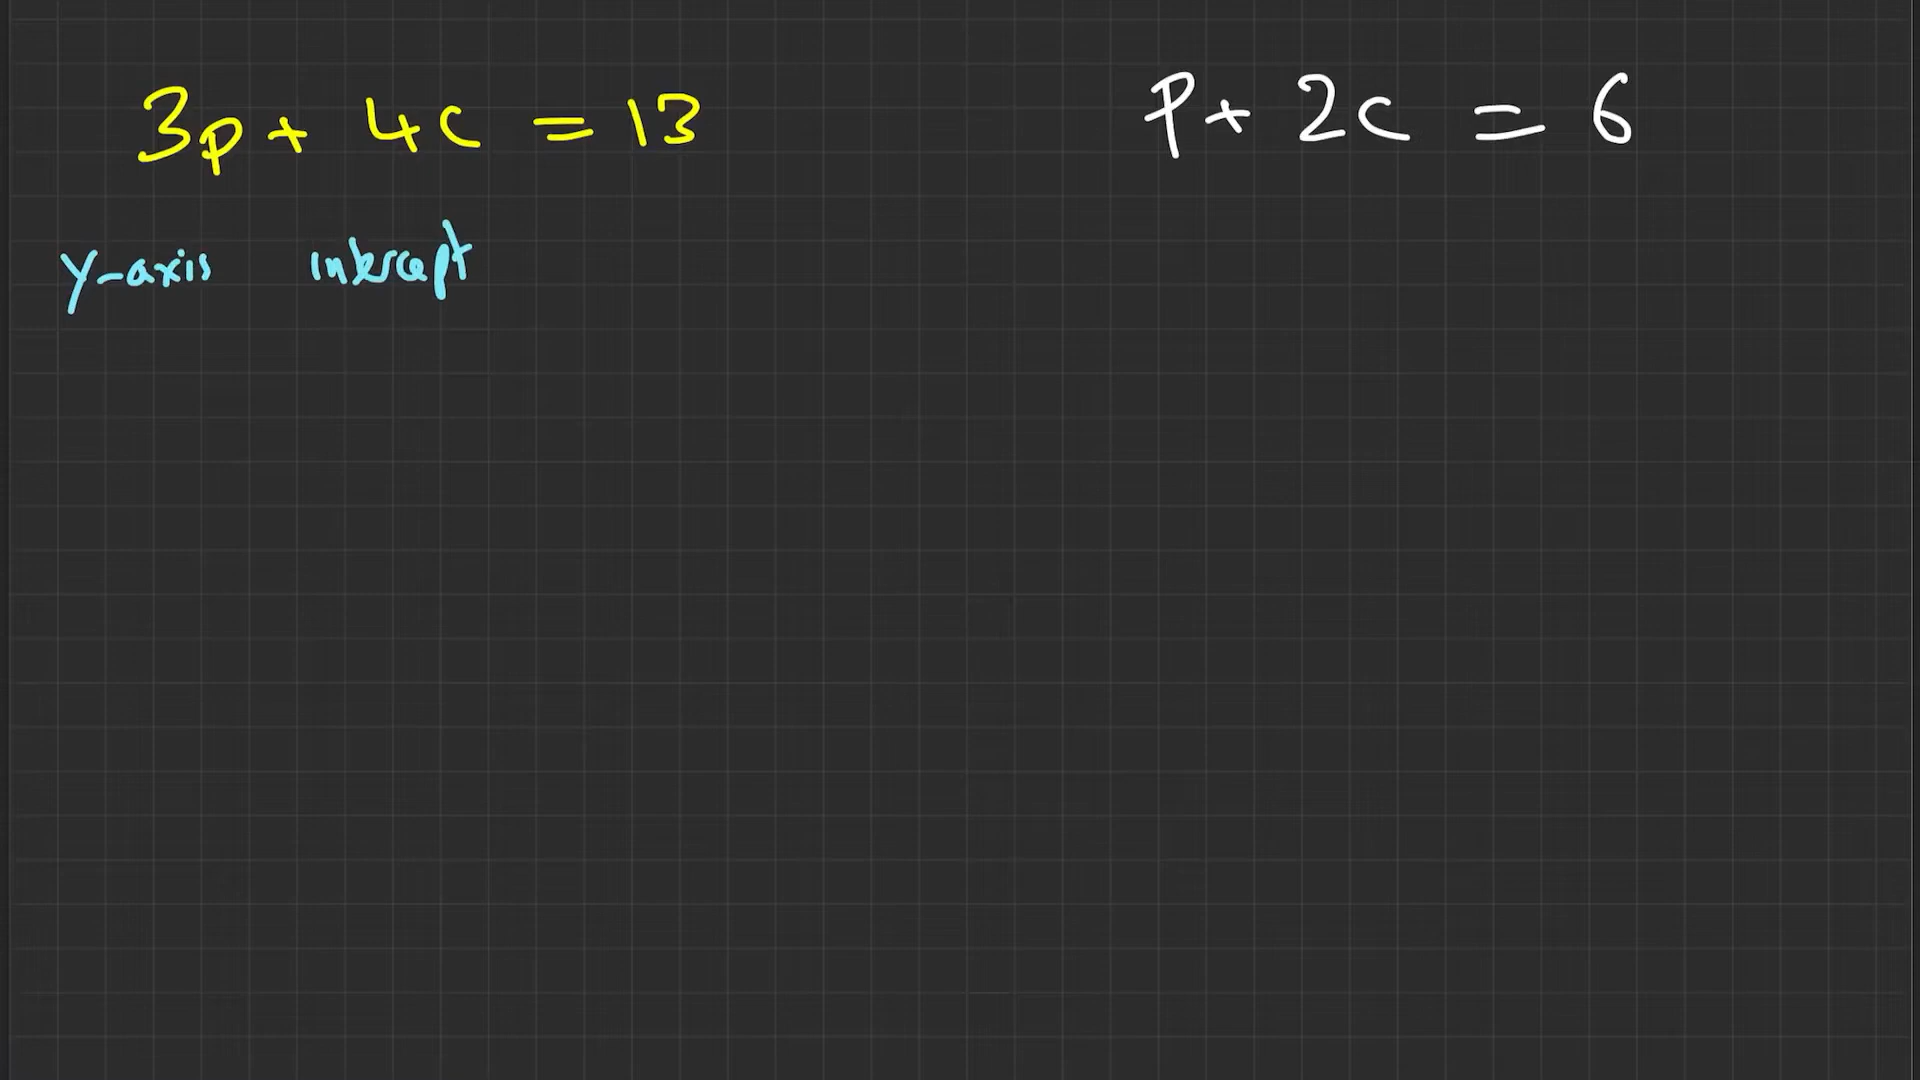 3p + 4c = 13
p + 2c = 6
y-axis intercept